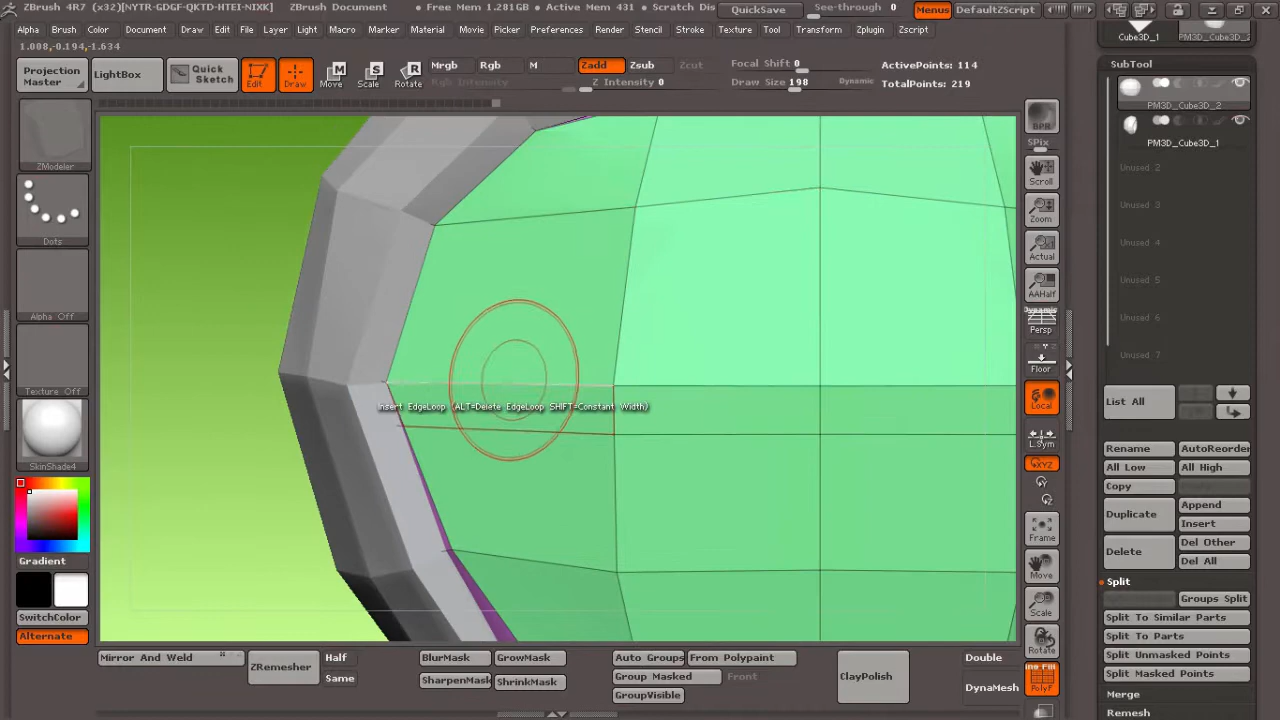 ZBrush 4R7 (x32)[NYTR-GDGF-QKTD-HTEI-NIXK] ZBrush Document • Free Mem 1.281GB • Active Mem 431 • Scratch Dis QuickSave See-through 0 Menus DefaultZScript
Alpha Brush Color Document Draw Edit File Layer Light Macro Marker Material Movie Picker Preferences Render Stencil Stroke Texture Tool Transform Zplugin Zscript
1.008,-0.194,-1.634
Cube3D_1 PM3D_Cube3D_2
SubTool
Projection Master
LightBox
Quick Sketch
Edit
Draw
Move
Scale
Rotate
Mrgb Rgb M Zadd Zsub Zcut
Rgb Intensity Z Intensity 0
Focal Shift 0
Draw Size 198 Dynamic
ActivePoints: 114
TotalPoints: 219
PM3D_Cube3D_2
PM3D_Cube3D_1
Unused 2
Unused 3
Unused 4
Unused 5
Unused 6
Unused 7
ZModeler
Dots
Alpha Off
Texture Off
SkinShade4
Gradient
SwitchColor
Alternate
Insert EdgeLoop (ALT=Delete EdgeLoop SHIFT=Constant Width)
BPR
SPix
Scroll
Zoom
Actual
AAHalf
Dynamic
Persp
Floor
Local
L.Sym
XYZ
Y
Z
Frame
Move
Scale
Rotate
PolyF
List All
Rename AutoReorder
All Low All High
Copy
Duplicate
Append
Insert
Delete
Del Other
Del All
Split
Groups Split
Split To Similar Parts
Split To Parts
Split Unmasked Points
Split Masked Points
Merge
Remesh
Mirror And Weld
ZRemesher
Half
Same
BlurMask GrowMask
SharpenMask ShrinkMask
Auto Groups From Polypaint
Group Masked Front
GroupVisible
ClayPolish
Double
DynaMesh